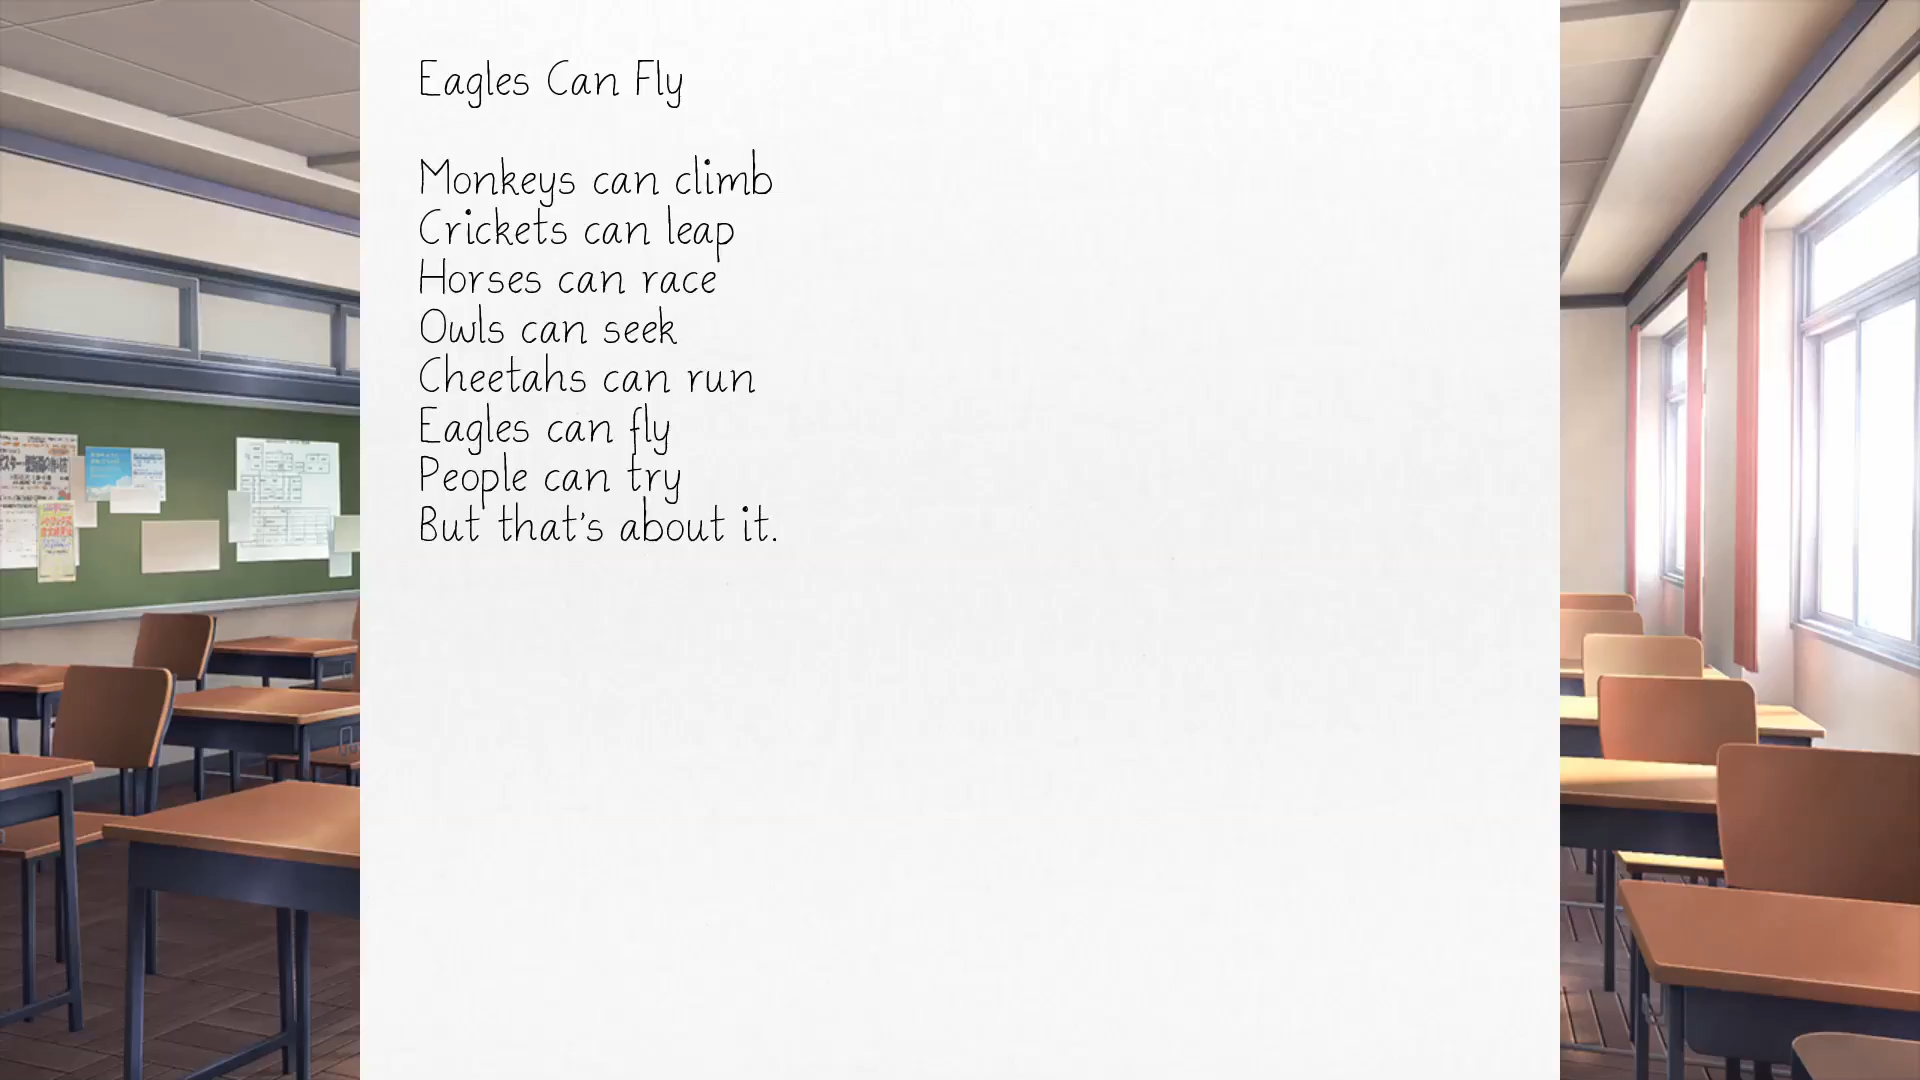 Eagles Can Fly
Monkeys can climb
Crickets can leap
Horses can race
Owls can seek
Cheetahs can run
Eagles can fly
People can try
But that's about it.